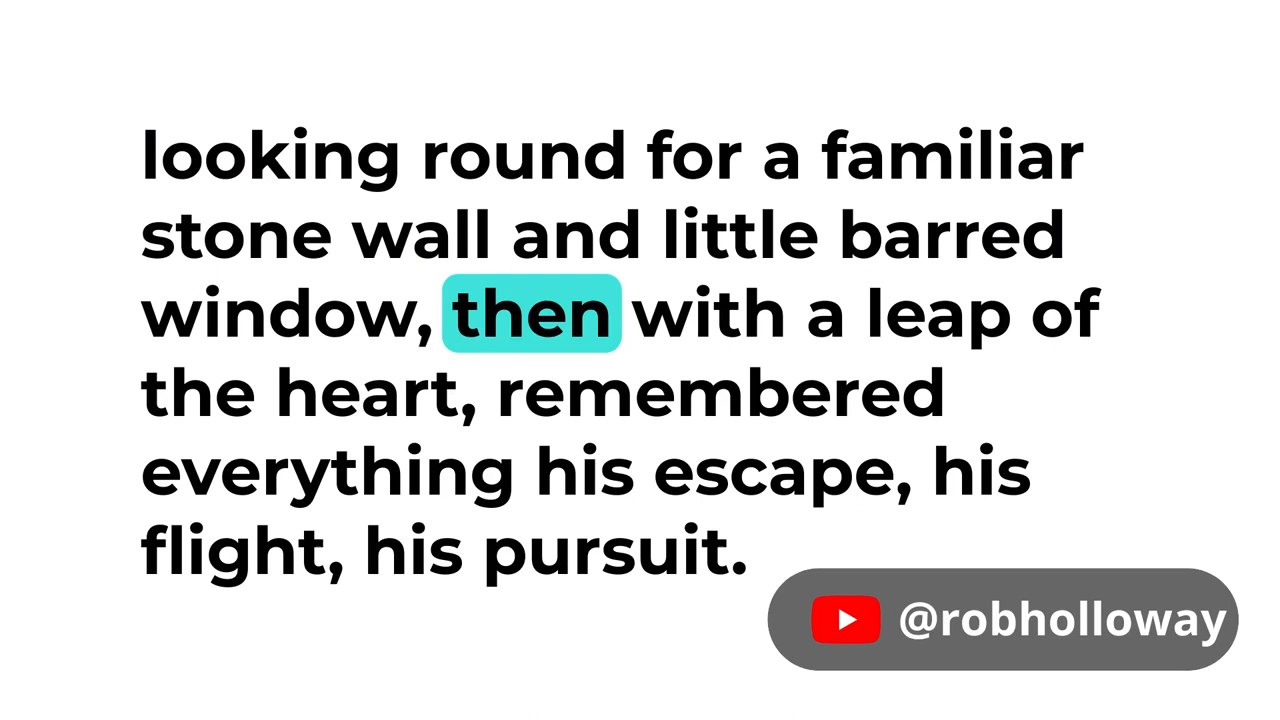 looking round for a familiar
stone wall and little barred
window, then with a leap of
the heart, remembered
everything his escape, his
flight, his pursuit.
@robholloway